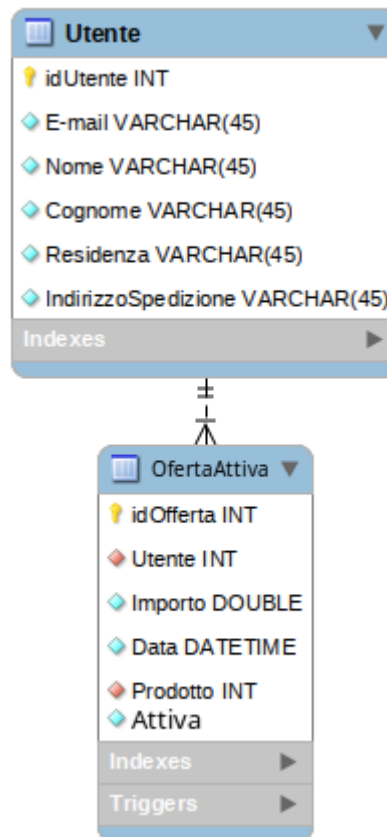 Utente
idUtente INT
E-mail VARCHAR(45)
Nome VARCHAR(45)
Cognome VARCHAR(45)
Residenza VARCHAR(45)
IndirizzoSpedizione VARCHAR(45)
Indexes
OfertaAttiva
idOfferta INT
Utente INT
Importo DOUBLE
Data DATETIME
Prodotto INT
Attiva
Indexes
Triggers